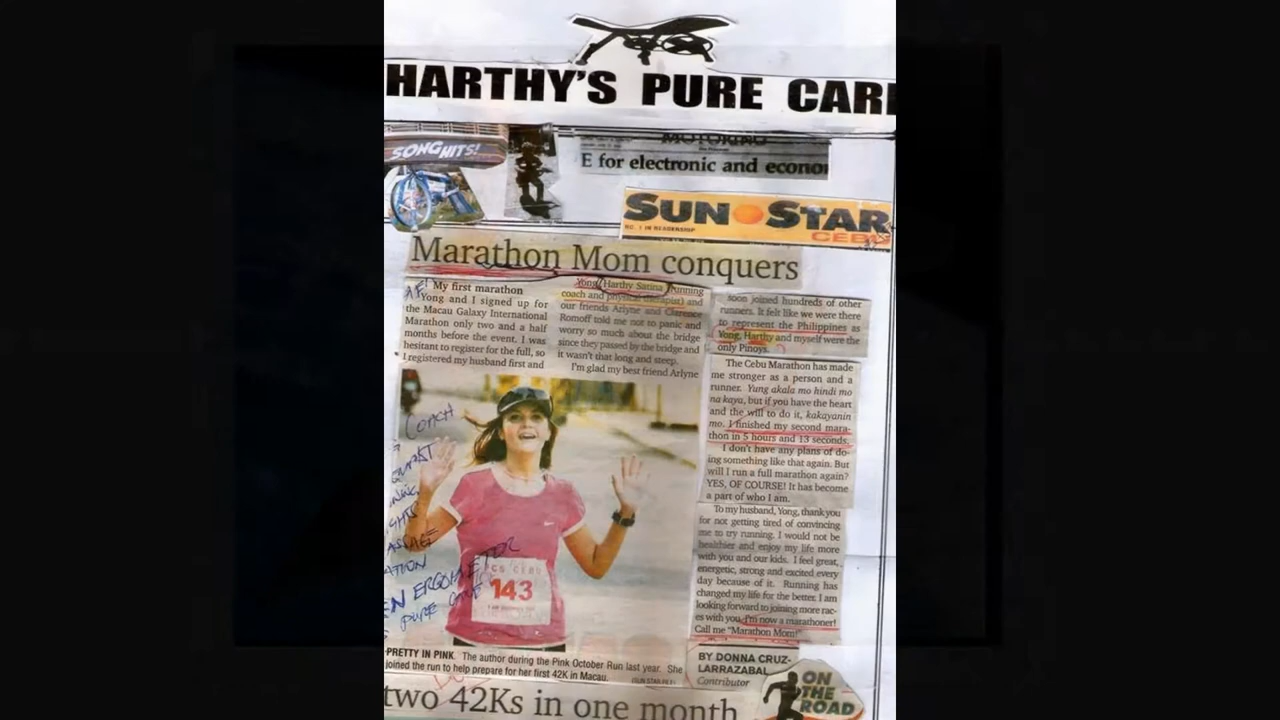 HARTHY'S PURE CARE
SONG HITS!
MOTORING
E for electronic and econo
SUN STAR
NO. 1 IN READERSHIP
CEBU
Marathon Mom conquers
My first marathon
Yong and I signed up for
the Macau Galaxy International
Marathon only two and a half
months before the event. I was
hesitant to register for the full, so
I registered my husband first and
Yong, (Harthy Satina running
coach and physical therapist) and
our friends Arlyne and Clarence
Romoff told me not to panic and
worry so much about the bridge
since they passed by the bridge and
it wasn't that long and steep.
I'm glad my best friend Arlyne
soon joined hundreds of other
runners. It felt like we were there
to represent the Philippines as
Yong, Harthy and myself were the
only Pinoys.
The Cebu Marathon has made
me stronger as a person and a
runner. Yung akala mo hindi mo
na kaya, but if you have the heart
and the will to do it, kakayanin
mo. I finished my second mara-
thon in 5 hours and 13 seconds.
I don't have any plans of do-
ing something like that again. But
will I run a full marathon again?
YES, OF COURSE! It has become
a part of who I am.
To my husband, Yong, thank you
for not getting tired of convincing
me to try running. I would not be
healthier and enjoy my life more
with you and our kids. I feel great,
energetic, strong and excited every
day because of it. Running has
changed my life for the better. I am
looking forward to joining more rac-
es with you. I'm now a marathoner!
Call me "Marathon Mom!"
COACH
EN ERGOMETER
PURE CARE
143
PRETTY IN PINK. The author during the Pink October Run last year. She
joined the run to help prepare for her first 42K in Macau.
(SUN.STAR FILE)
BY DONNA CRUZ-
LARRAZABAL
Contributor
ON
THE
ROAD
two 42Ks in one month